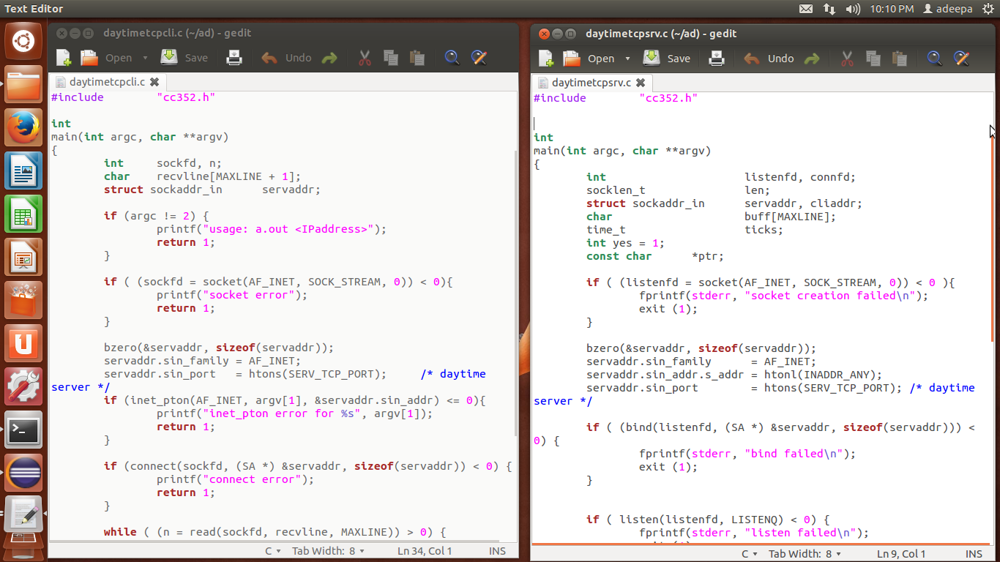 Text Editor
10:10 PM
adeepa
daytimetcpcli.c (~/ad) - gedit
Open
Save
Undo
daytimetcpcli.c
#include        "cc352.h"
int
main(int argc, char **argv)
{
        int     sockfd, n;
        char    recvline[MAXLINE + 1];
        struct sockaddr_in      servaddr;
        if (argc != 2) {
                printf("usage: a.out <IPaddress>");
                return 1;
        }
        if ( (sockfd = socket(AF_INET, SOCK_STREAM, 0)) < 0){
                printf("socket error");
                return 1;
        }
        bzero(&servaddr, sizeof(servaddr));
        servaddr.sin_family = AF_INET;
        servaddr.sin_port   = htons(SERV_TCP_PORT);     /* daytime
server */
        if (inet_pton(AF_INET, argv[1], &servaddr.sin_addr) <= 0){
                printf("inet_pton error for %s", argv[1]);
                return 1;
        }
        if (connect(sockfd, (SA *) &servaddr, sizeof(servaddr)) < 0) {
                printf("connect error");
                return 1;
        }
        while ( (n = read(sockfd, recvline, MAXLINE)) > 0) {
C
Tab Width: 8
Ln 34, Col 1
INS
daytimetcpsrv.c (~/ad) - gedit
Open
Save
Undo
daytimetcpsrv.c
#include        "cc352.h"
int
main(int argc, char **argv)
{
        int                     listenfd, connfd;
        socklen_t               len;
        struct sockaddr_in      servaddr, cliaddr;
        char                    buff[MAXLINE];
        time_t                  ticks;
        int yes = 1;
        const char      *ptr;
        if ( (listenfd = socket(AF_INET, SOCK_STREAM, 0)) < 0 ){
                fprintf(stderr, "socket creation failed\n");
                exit (1);
        }
        bzero(&servaddr, sizeof(servaddr));
        servaddr.sin_family      = AF_INET;
        servaddr.sin_addr.s_addr = htonl(INADDR_ANY);
        servaddr.sin_port        = htons(SERV_TCP_PORT); /* daytime
server */
        if ( (bind(listenfd, (SA *) &servaddr, sizeof(servaddr))) <
0) {
                fprintf(stderr, "bind failed\n");
                exit (1);
        }
        if ( listen(listenfd, LISTENQ) < 0) {
                fprintf(stderr, "listen failed\n");
C
Tab Width: 8
Ln 9, Col 1
INS